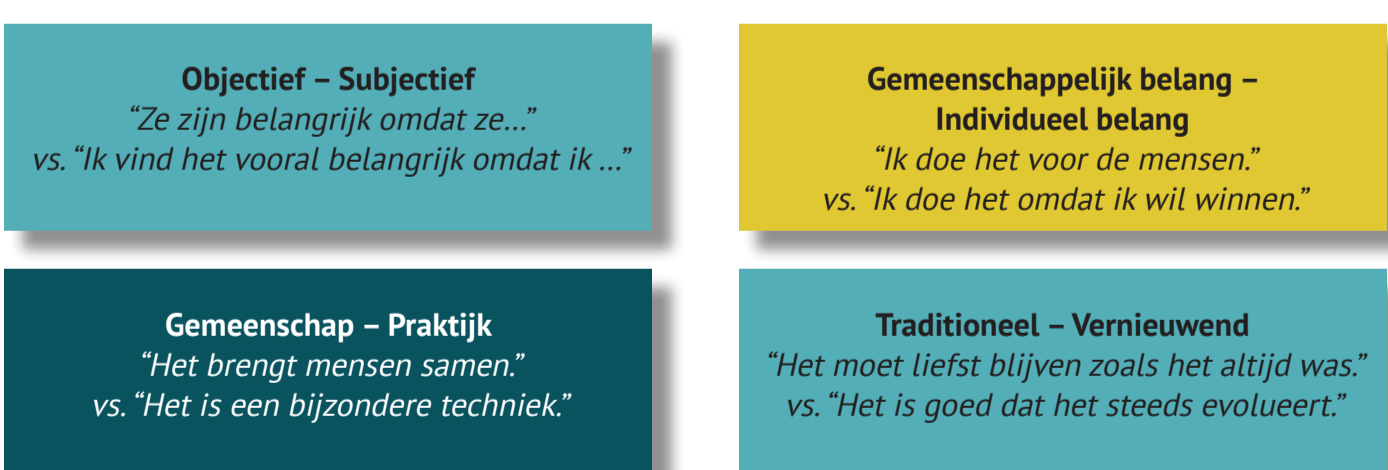 Objectief – Subjectief
“Ze zijn belangrijk omdat ze...”
vs. “Ik vind het vooral belangrijk omdat ik ...”
Gemeenschappelijk belang –
Individueel belang
“Ik doe het voor de mensen.”
vs. “Ik doe het omdat ik wil winnen.”
Gemeenschap – Praktijk
“Het brengt mensen samen.”
vs. “Het is een bijzondere techniek.”
Traditioneel – Vernieuwend
“Het moet liefst blijven zoals het altijd was.”
vs. “Het is goed dat het steeds evolueert.”